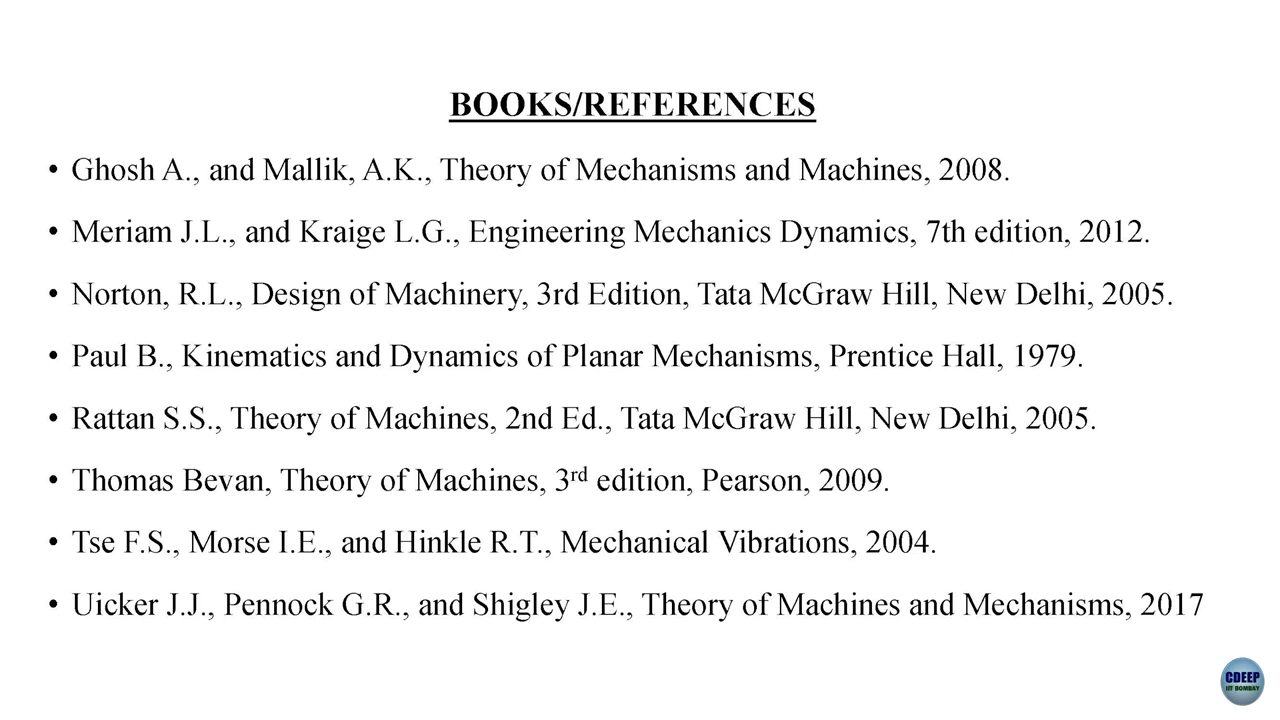 BOOKS/REFERENCES
• Ghosh A., and Mallik, A.K., Theory of Mechanisms and Machines, 2008.
• Meriam J.L., and Kraige L.G., Engineering Mechanics Dynamics, 7th edition, 2012.
• Norton, R.L., Design of Machinery, 3rd Edition, Tata McGraw Hill, New Delhi, 2005.
• Paul B., Kinematics and Dynamics of Planar Mechanisms, Prentice Hall, 1979.
• Rattan S.S., Theory of Machines, 2nd Ed., Tata McGraw Hill, New Delhi, 2005.
• Thomas Bevan, Theory of Machines, 3rd edition, Pearson, 2009.
• Tse F.S., Morse I.E., and Hinkle R.T., Mechanical Vibrations, 2004.
• Uicker J.J., Pennock G.R., and Shigley J.E., Theory of Machines and Mechanisms, 2017
CDEEP
IIT BOMBAY